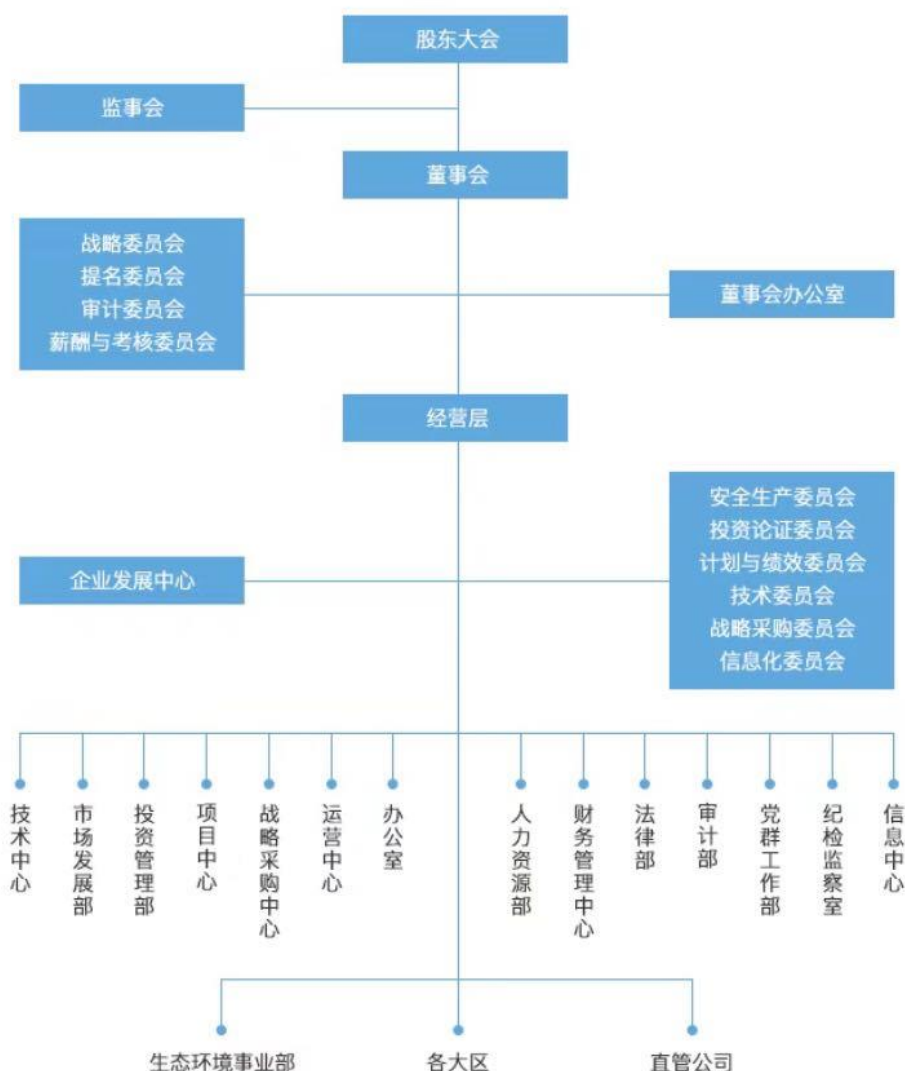 股东大会
监事会
董事会
战略委员会
提名委员会
审计委员会
薪酬与考核委员会
董事会办公室
经营层
企业发展中心
安全生产委员会
投资论证委员会
计划与绩效委员会
技术委员会
战略采购委员会
信息化委员会
技术中心
市场发展部
投资管理部
项目中心
战略采购中心
运营中心
办公室
人力资源部
财务管理中心
法律部
审计部
党群工作部
纪检监察室
信息中心
生态环境事业部
各大区
直管公司